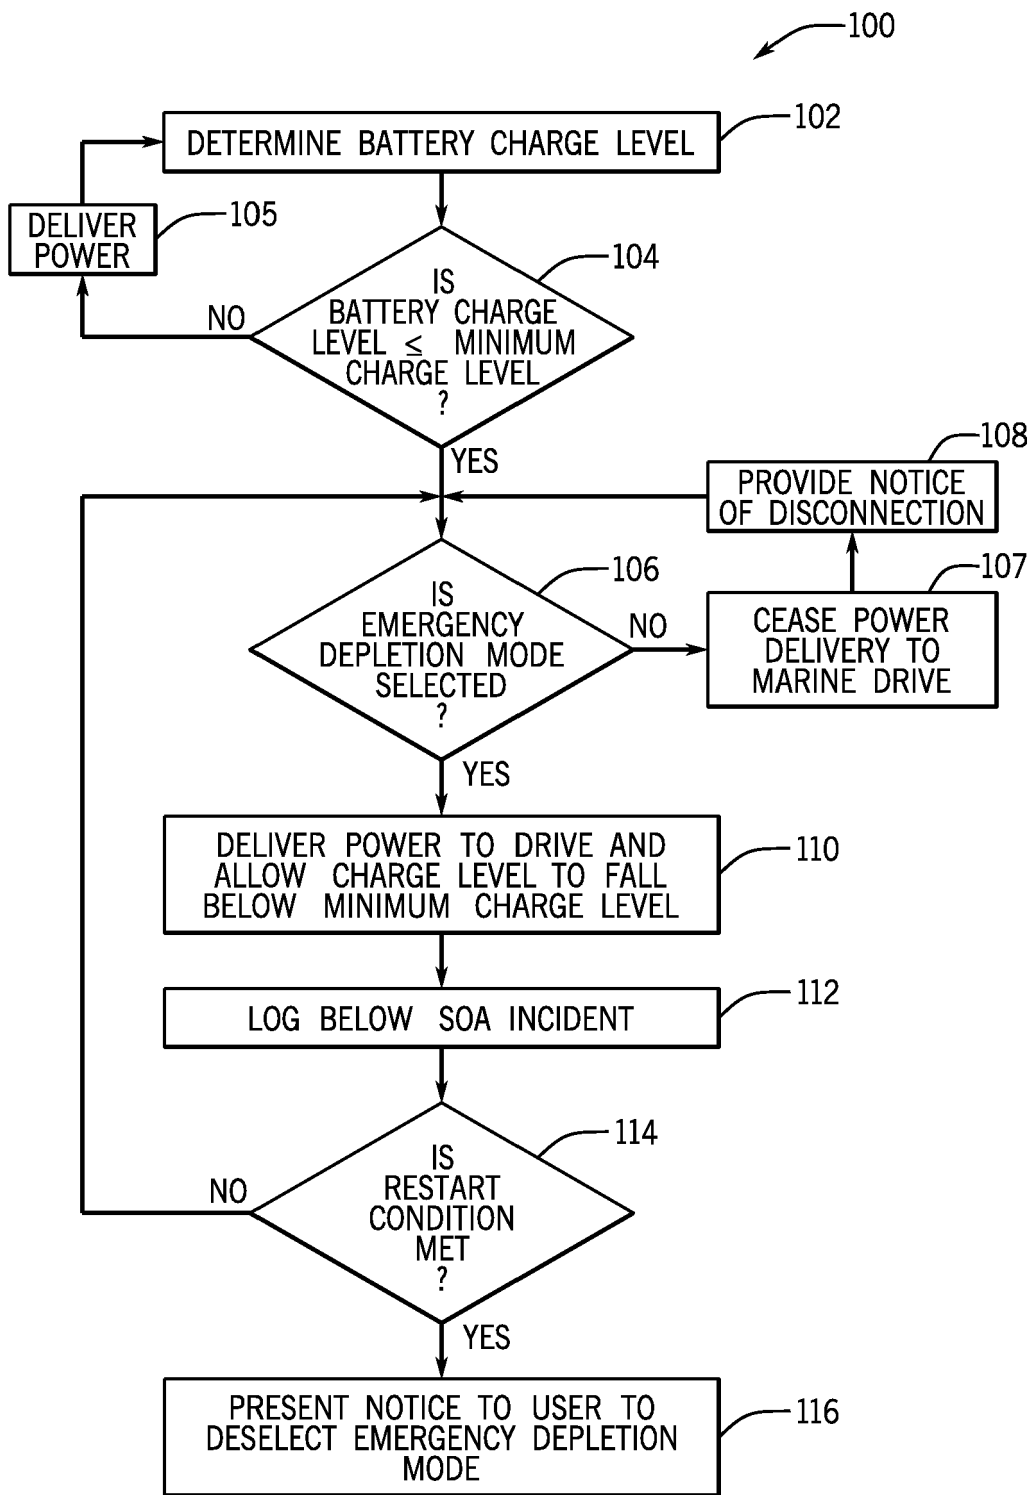 100
DETERMINE BATTERY CHARGE LEVEL
102
DELIVER
POWER
105
IS
BATTERY CHARGE
LEVEL ≤ MINIMUM
CHARGE LEVEL
?
104
NO
YES
PROVIDE NOTICE
OF DISCONNECTION
108
IS
EMERGENCY
DEPLETION MODE
SELECTED
?
106
NO
CEASE POWER
DELIVERY TO
MARINE DRIVE
107
YES
DELIVER POWER TO DRIVE AND
ALLOW CHARGE LEVEL TO FALL
BELOW MINIMUM CHARGE LEVEL
110
LOG BELOW SOA INCIDENT
112
IS
RESTART
CONDITION
MET
?
114
NO
YES
PRESENT NOTICE TO USER TO
DESELECT EMERGENCY DEPLETION
MODE
116